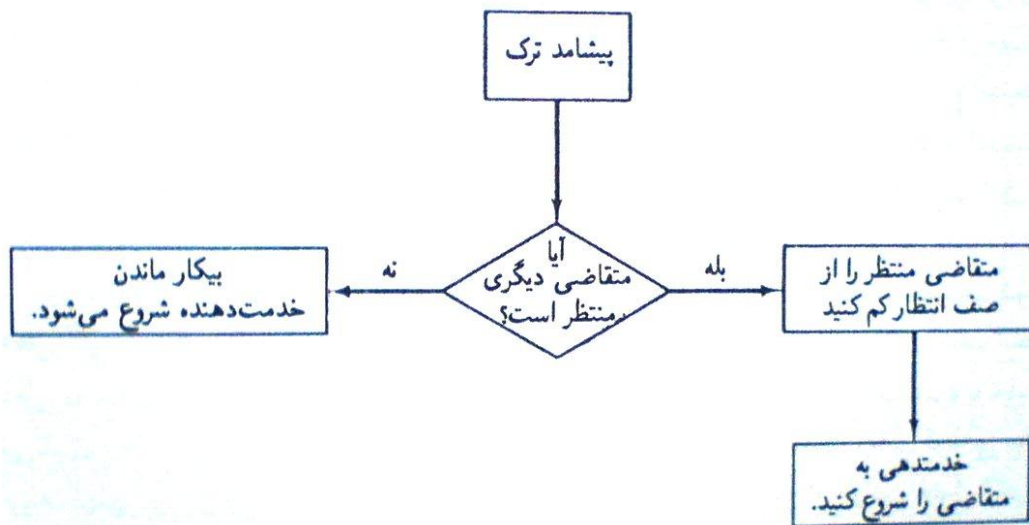 پیشامد ترک
آیا
متقاضی دیگری
منتظر است؟
بله
نه
متقاضی منتظر را از
صف انتظار کم کنید
بیکار ماندن
خدمت‌دهنده شروع می‌شود.
خدمتدهی به
متقاضی را شروع کنید.